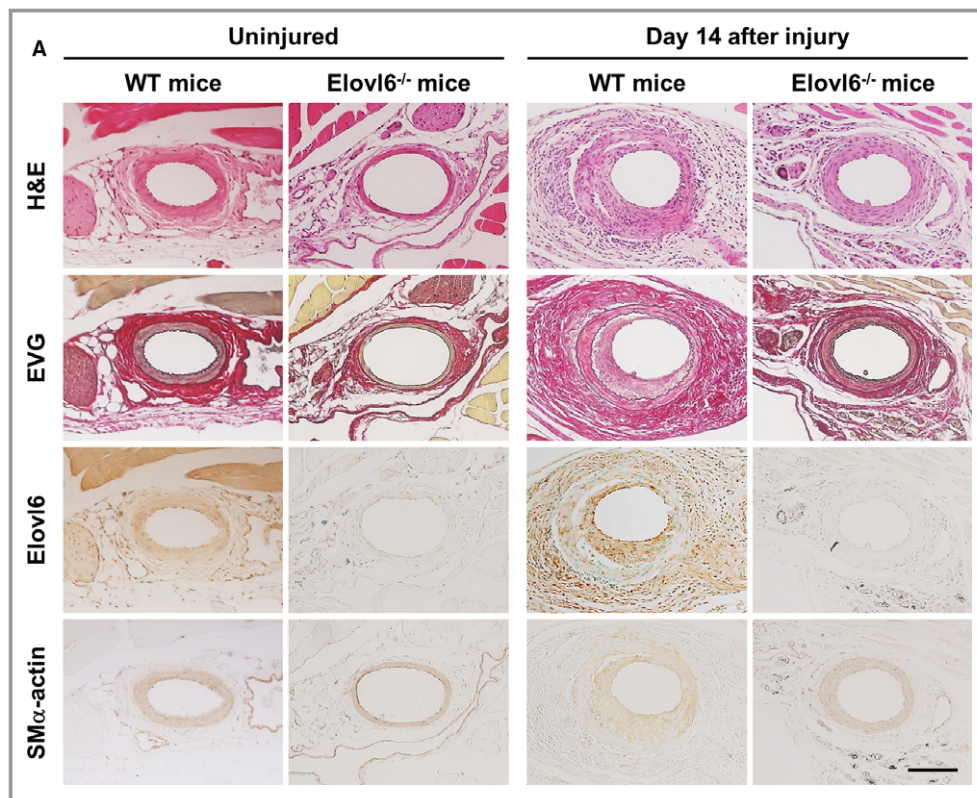 A
Uninjured
Day 14 after injury
WT mice
Elovl6-/- mice
WT mice
Elovl6-/- mice
H&E
EVG
Elovl6
SMα-actin